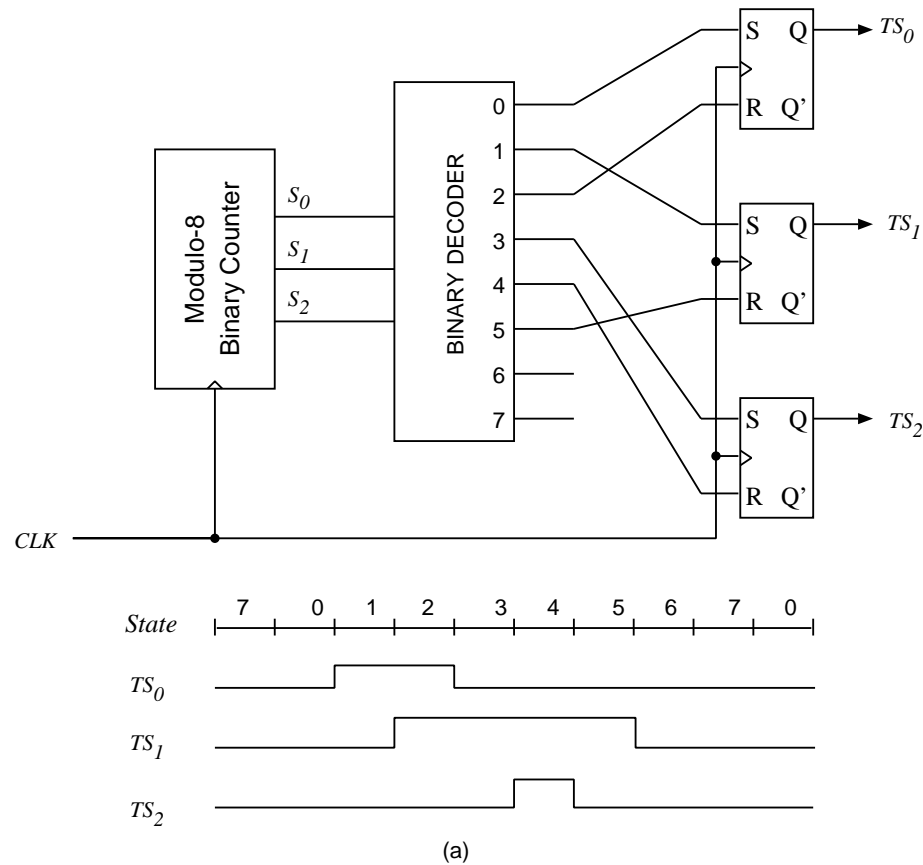 S Q TS0
R Q'
0
1
2
3
4
5
6
7
BINARY DECODER
Modulo-8
Binary Counter
S0
S1
S2
S Q TS1
R Q'
S Q TS2
R Q'
CLK
State 7 0 1 2 3 4 5 6 7 0
TS0
TS1
TS2
(a)